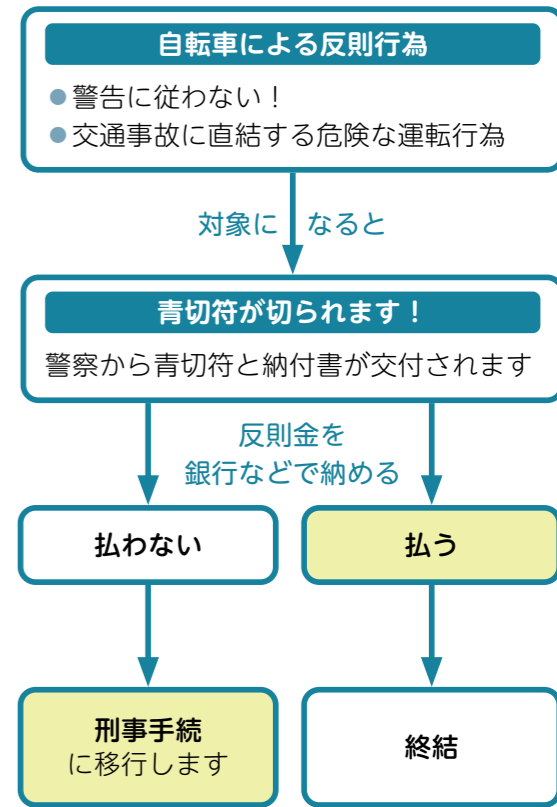 自転車による反則行為
●警告に従わない！
●交通事故に直結する危険な運転行為
対象に なると
青切符が切られます！
警察から青切符と納付書が交付されます
反則金を
銀行などで納める
払わない
払う
刑事手続
に移行します
終結